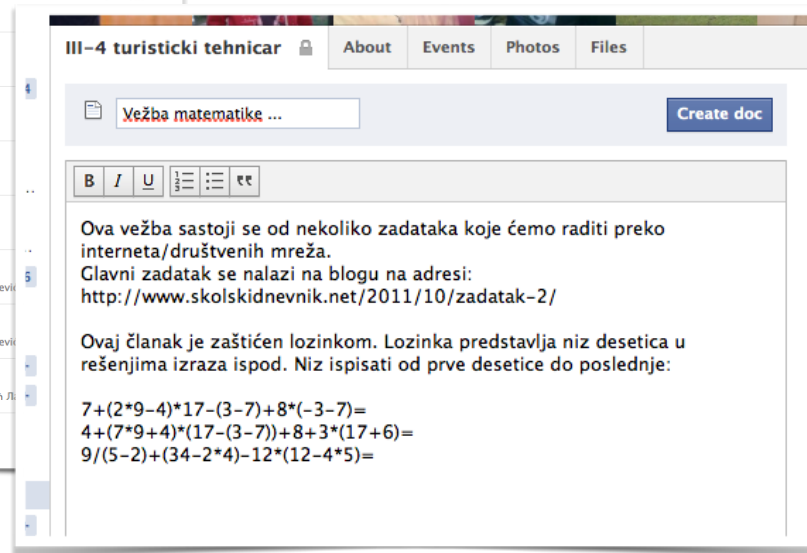 III-4 turisticki tehnicar About Events Photos Files
Vežba matematike ...
Create doc
B I U
Ova vežba sastoji se od nekoliko zadataka koje ćemo raditi preko
interneta/društvenih mreža.
Glavni zadatak se nalazi na blogu na adresi:
http://www.skolskidnevnik.net/2011/10/zadatak-2/
Ovaj članak je zaštićen lozinkom. Lozinka predstavlja niz desetica u
rešenjima izraza ispod. Niz ispisati od prve desetice do poslednje:
7+(2*9-4)*17-(3-7)+8*(-3-7)=
4+(7*9+4)*(17-(3-7))+8+3*(17+6)=
9/(5-2)+(34-2*4)-12*(12-4*5)=